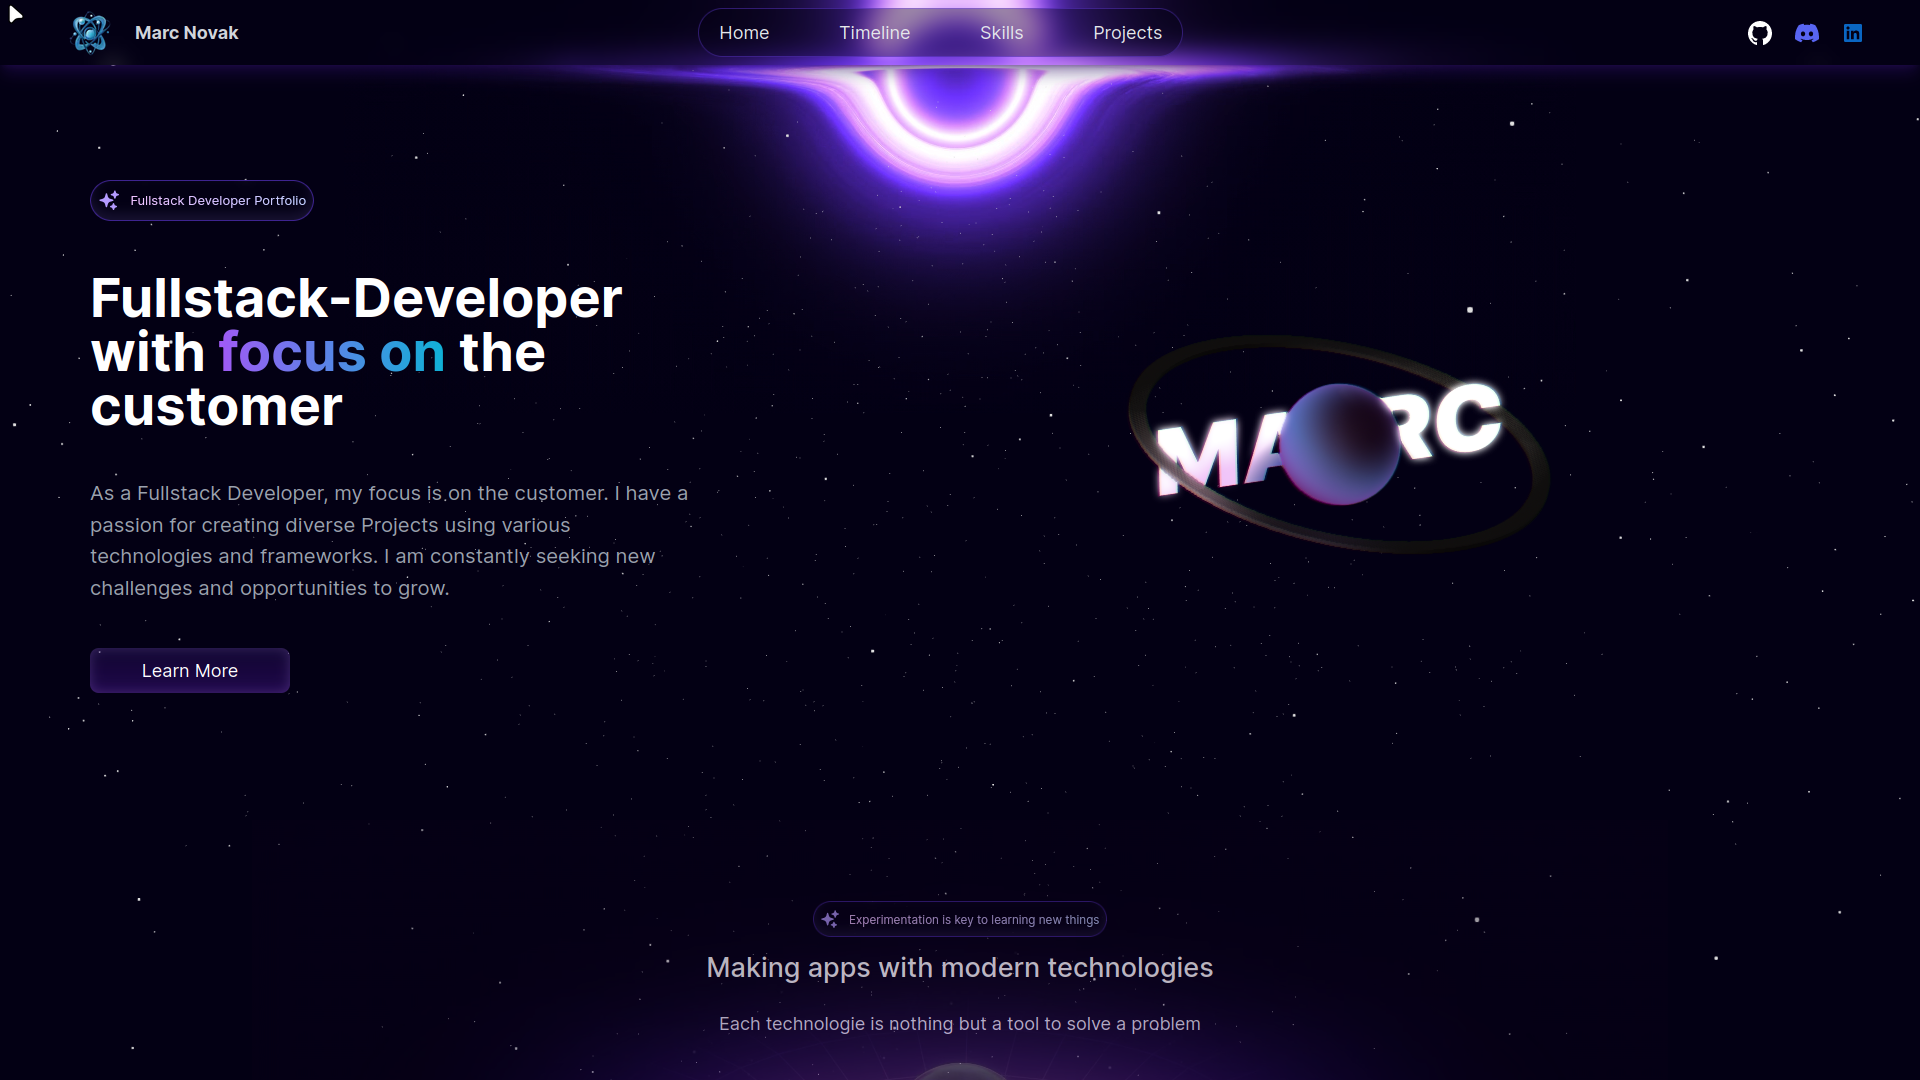 Marc Novak
Home
Timeline
Skills
Projects
Fullstack Developer Portfolio
Fullstack-Developer
with focus on the
customer
As a Fullstack Developer, my focus is on the customer. I have a
passion for creating diverse Projects using various
technologies and frameworks. I am constantly seeking new
challenges and opportunities to grow.
Learn More
MARC
Experimentation is key to learning new things
Making apps with modern technologies
Each technologie is nothing but a tool to solve a problem